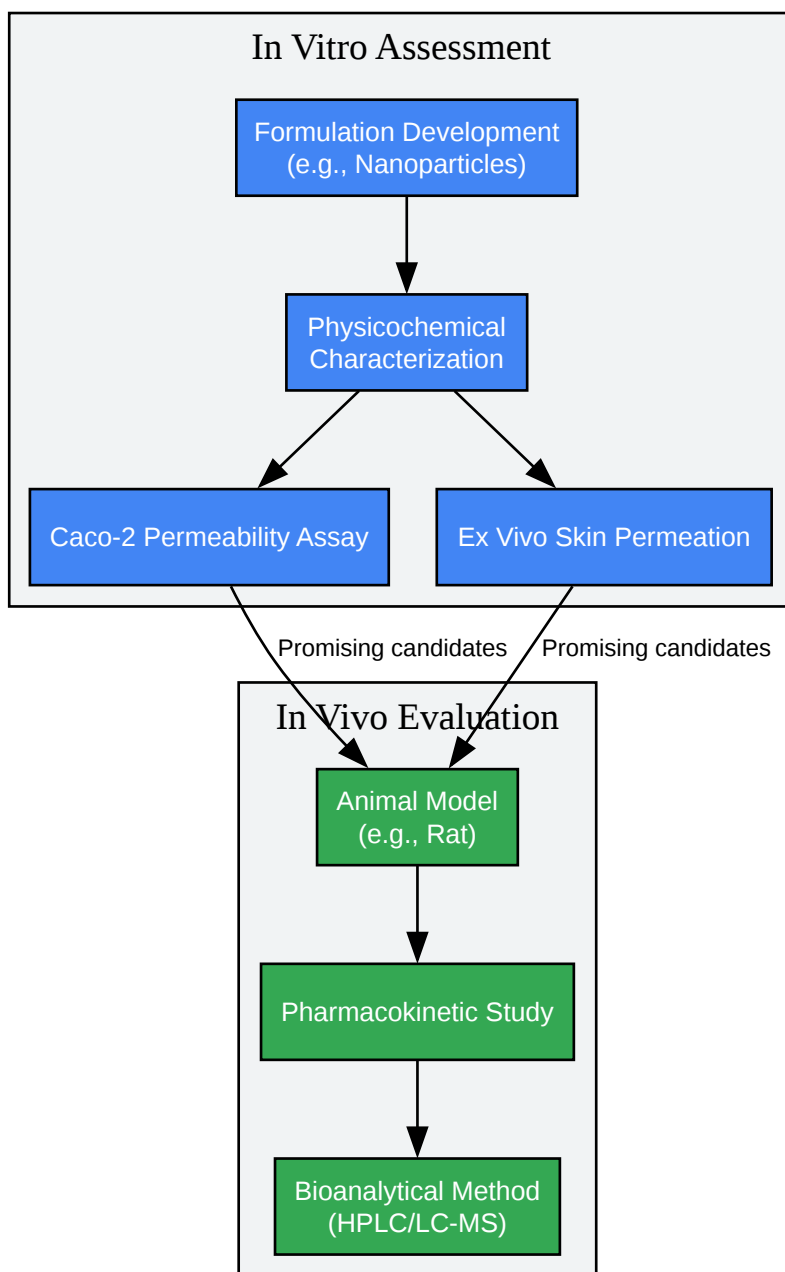 In Vitro Assessment
Formulation Development
(e.g., Nanoparticles)
Physicochemical
Characterization
Caco-2 Permeability Assay
Ex Vivo Skin Permeation
Promising candidates
Promising candidates
In Vivo Evaluation
Animal Model
(e.g., Rat)
Pharmacokinetic Study
Bioanalytical Method
(HPLC/LC-MS)